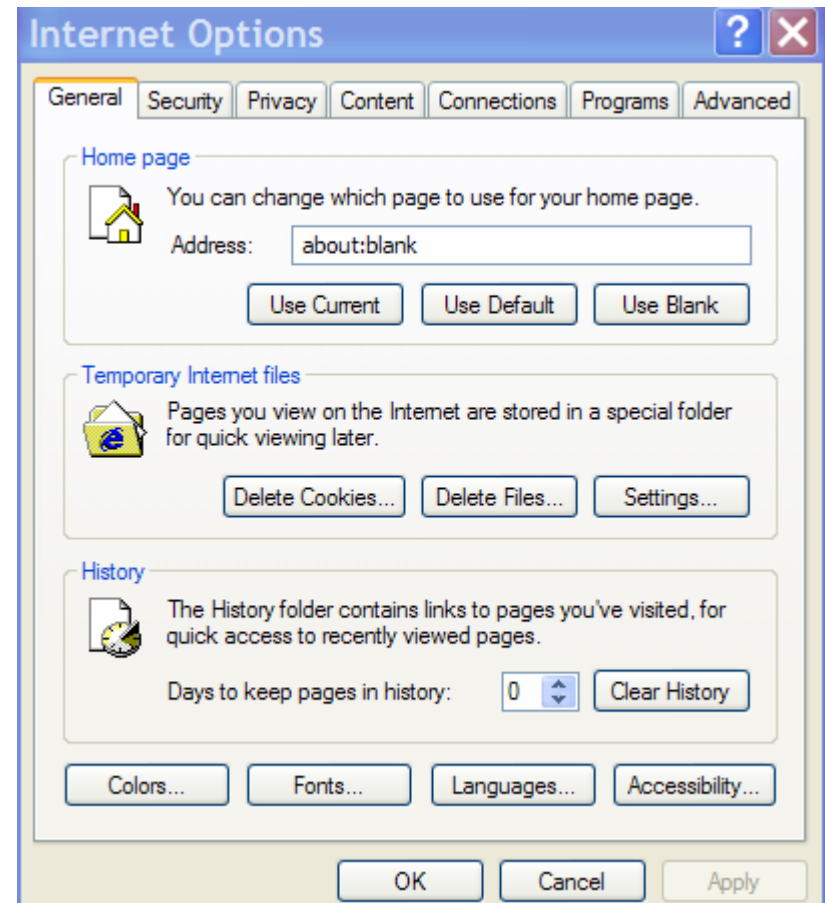 Internet Options
?
General Security Privacy Content Connections Programs Advanced
Home page
You can change which page to use for your home page.
Address: about:blank
Use Current Use Default Use Blank
Temporary Internet files
Pages you view on the Internet are stored in a special folder
for quick viewing later.
Delete Cookies... Delete Files... Settings...
History
The History folder contains links to pages you've visited, for
quick access to recently viewed pages.
Days to keep pages in history: 0 Clear History
Colors... Fonts... Languages... Accessibility...
OK Cancel Apply